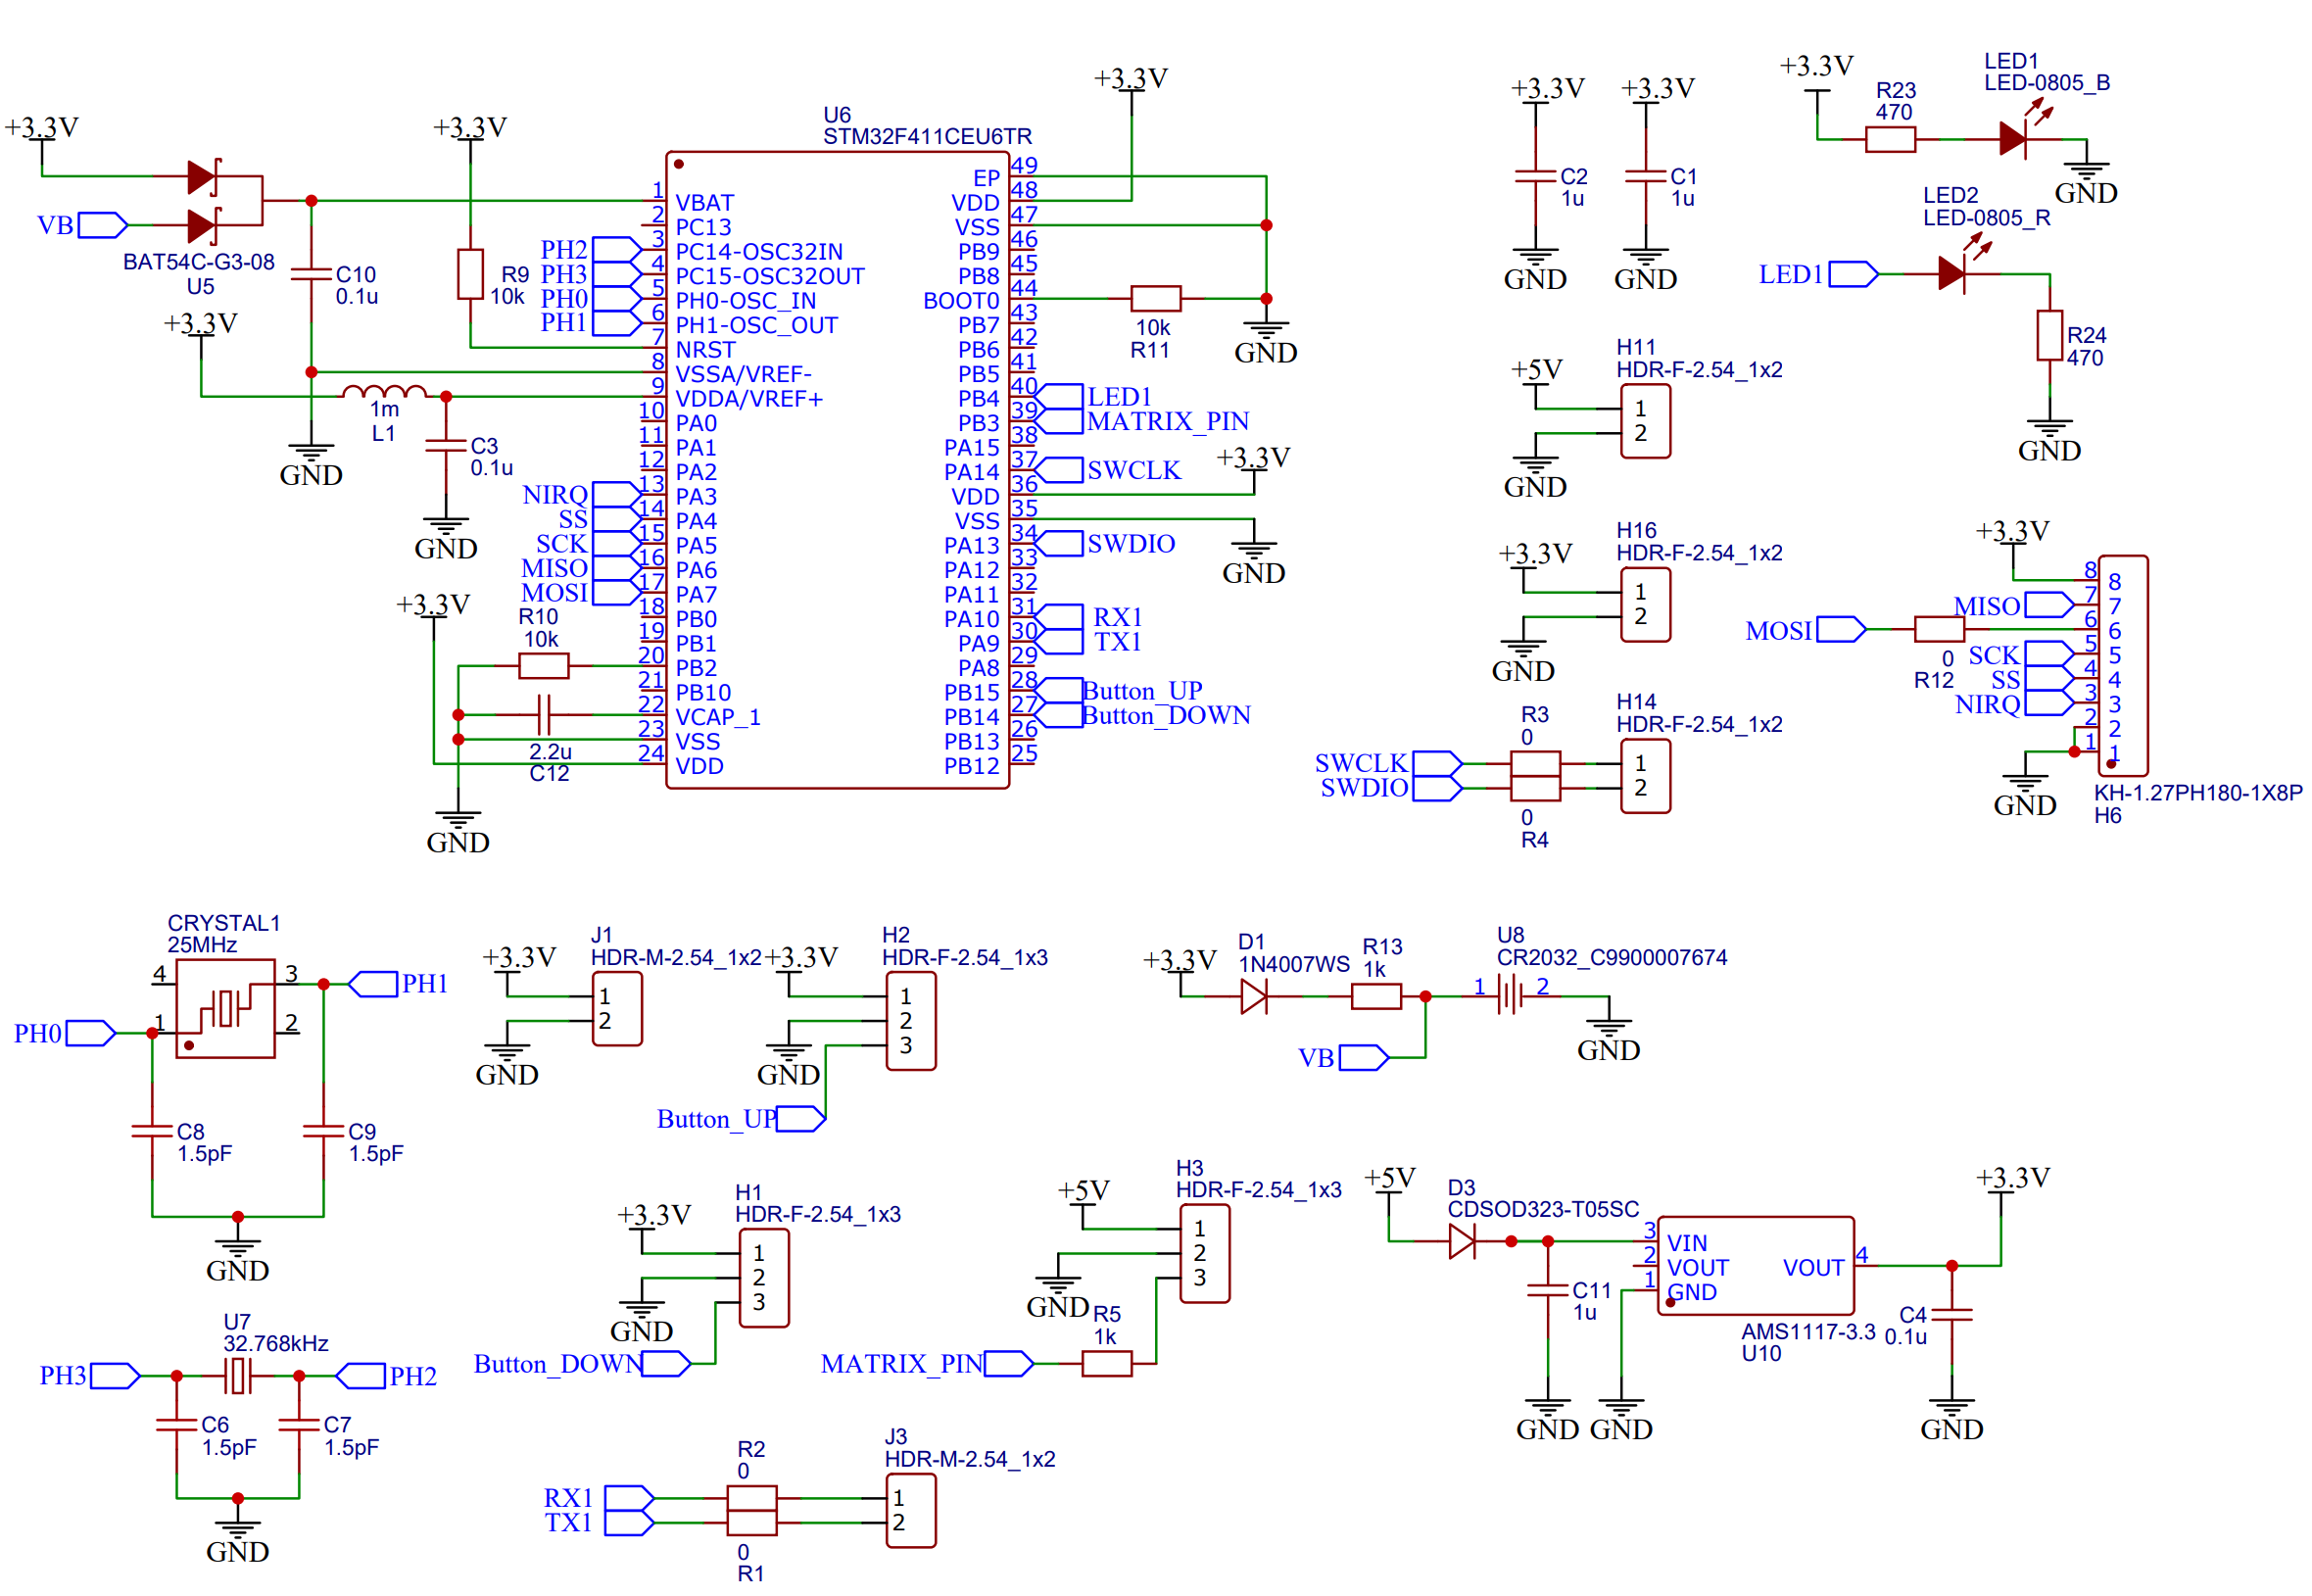 +3.3V
VB
BAT54C-G3-08
U5
C10
0.1u
+3.3V
R9
10k
+3.3V
1m
L1
C3
0.1u
GND
GND
PH2
PH3
PH0
PH1
NIRQ
SS
SCK
MISO
MOSI
+3.3V
R10
10k
2.2u
C12
GND
U6
STM32F411CEU6TR
1 VBAT
2 PC13
3 PC14-OSC32IN
4 PC15-OSC32OUT
5 PH0-OSC_IN
6 PH1-OSC_OUT
7 NRST
8 VSSA/VREF-
9 VDDA/VREF+
10 PA0
11 PA1
12 PA2
13 PA3
14 PA4
15 PA5
16 PA6
17 PA7
18 PB0
19 PB1
20 PB2
21 PB10
22 VCAP_1
23 VSS
24 VDD
EP 49
VDD 48
VSS 47
PB9 46
PB8 45
BOOT0 44
PB7 43
PB6 42
PB5 41
PB4 40
PB3 39
PA15 38
PA14 37
VDD 36
VSS 35
PA13 34
PA12 33
PA11 32
PA10 31
PA9 30
PA8 29
PB15 28
PB14 27
PB13 26
PB12 25
+3.3V
10k
R11
GND
LED1
MATRIX_PIN
SWCLK
+3.3V
SWDIO
GND
RX1
TX1
Button_UP
Button_DOWN
+3.3V
C2
1u
GND
+3.3V
C1
1u
GND
+3.3V
R23
470
LED1
LED-0805_B
GND
LED2
LED-0805_R
LED1
R24
470
GND
H11
HDR-F-2.54_1x2
+5V
1
2
GND
H16
HDR-F-2.54_1x2
+3.3V
1
2
GND
H14
HDR-F-2.54_1x2
R3
0
SWCLK
SWDIO
1
2
0
R4
+3.3V
MISO
MOSI
0
R12
SCK
SS
NIRQ
8 8
7 7
6 6
5 5
4 4
3 3
2 2
1 1
GND
KH-1.27PH180-1X8P
H6
CRYSTAL1
25MHz
4
3
PH1
PH0
1
2
C8
1.5pF
C9
1.5pF
GND
U7
32.768kHz
PH3
PH2
C6
1.5pF
C7
1.5pF
GND
J1
HDR-M-2.54_1x2
+3.3V
1
2
GND
H2
HDR-F-2.54_1x3
+3.3V
1
2
3
GND
Button_UP
H1
HDR-F-2.54_1x3
+3.3V
1
2
3
GND
Button_DOWN
H3
HDR-F-2.54_1x3
+5V
1
2
3
GND
R5
1k
MATRIX_PIN
R2
0
J3
HDR-M-2.54_1x2
RX1
TX1
1
2
0
R1
+3.3V
D1
1N4007WS
R13
1k
U8
CR2032_C9900007674
1
2
VB
GND
+5V
D3
CDSOD323-T05SC
C11
1u
GND
GND
3 VIN
2 VOUT
1 GND
VOUT 4
AMS1117-3.3
U10
+3.3V
C4
0.1u
GND